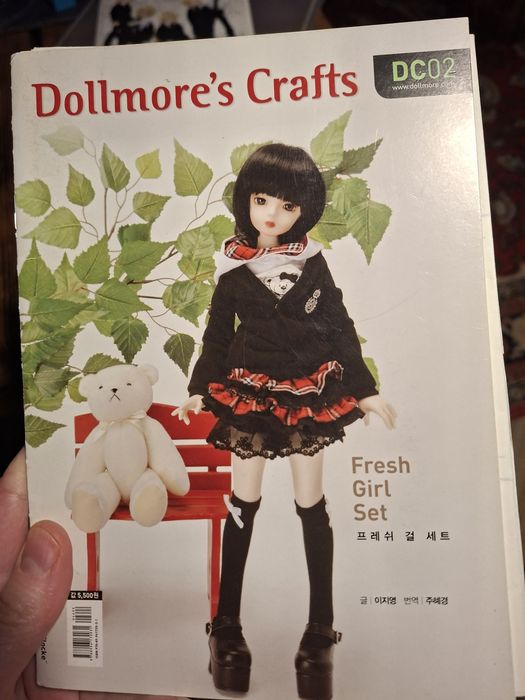 Dollmore's Crafts
DC02
www.dollmore.com
Fresh
Girl
Set
프레쉬 걸 세트
글 | 이지영 번역 | 주혜경
값 5,500원